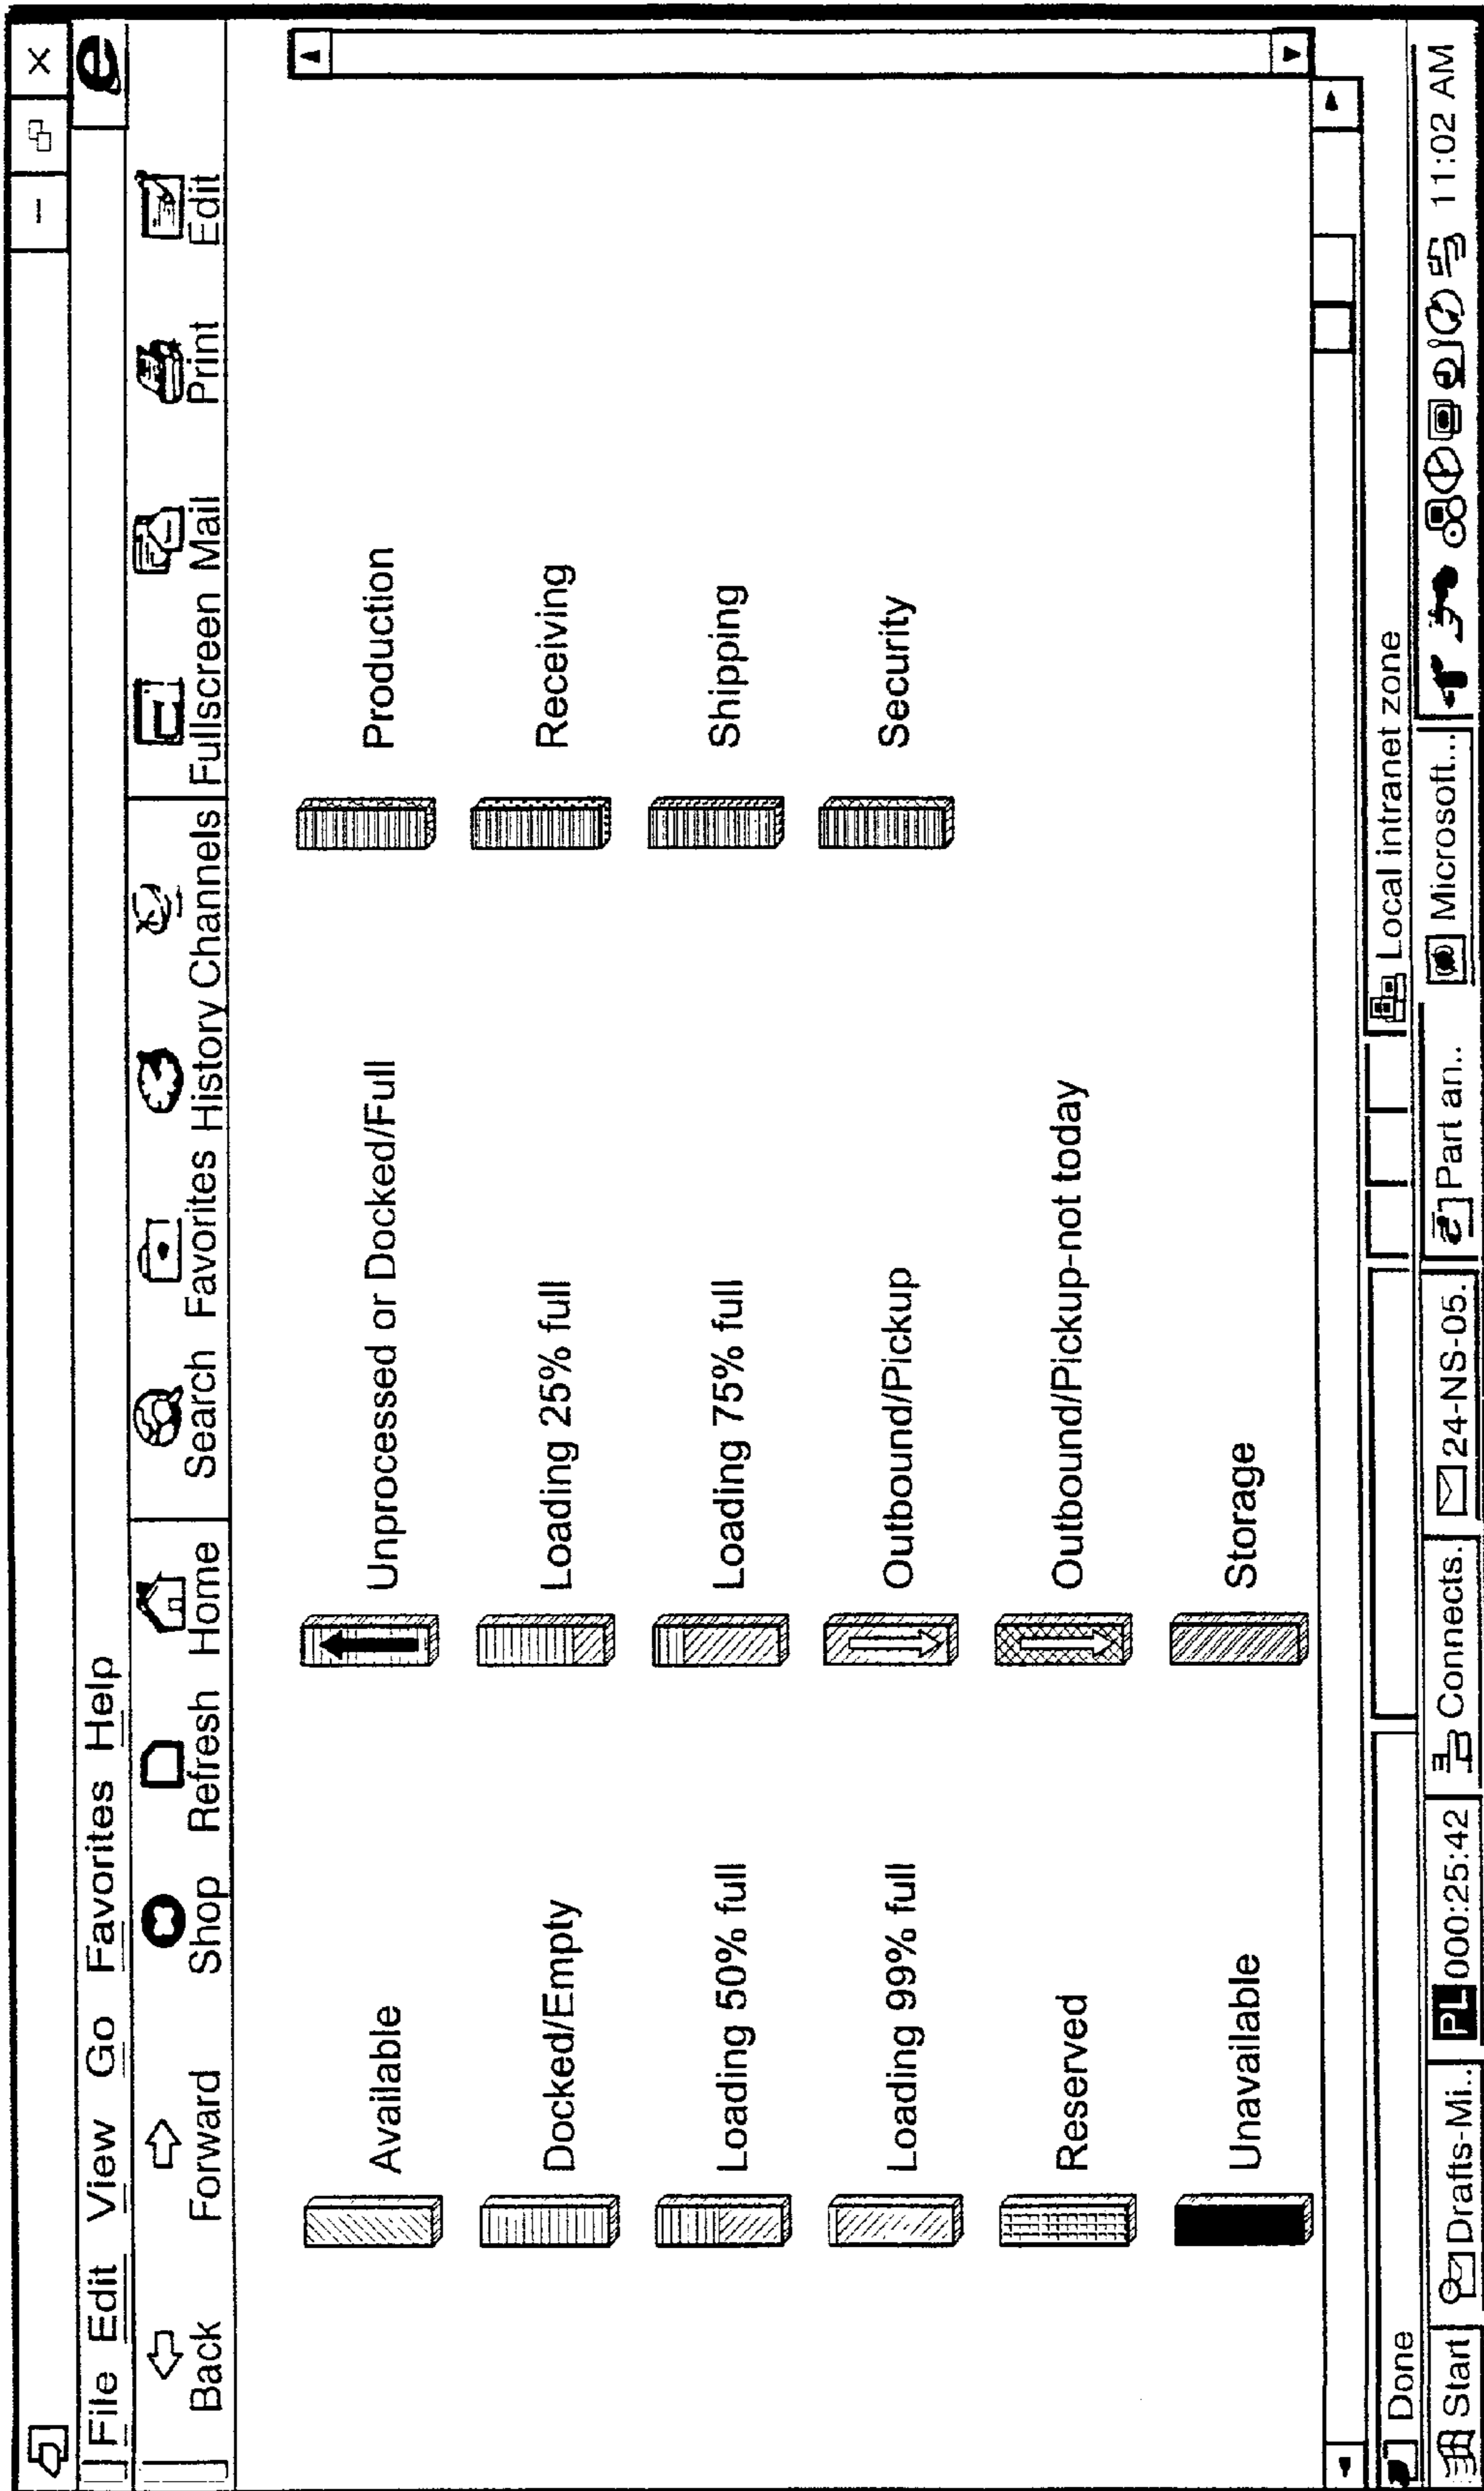 File Edit View Go Favorites Help
Back Forward Shop Refresh Home Search Favorites History Channels Fullscreen Mail Print Edit
Available Unprocessed or Docked/Full Production
Docked/Empty Loading 25% full Receiving
Loading 50% full Loading 75% full Shipping
Loading 99% full Outbound/Pickup Security
Reserved Outbound/Pickup-not today
Unavailable Storage
Done Local intranet zone
Start Drafts-Mi.. PL 000:25:42 Connects. 24-NS-05. Part an.. Microsoft... 11:02 AM